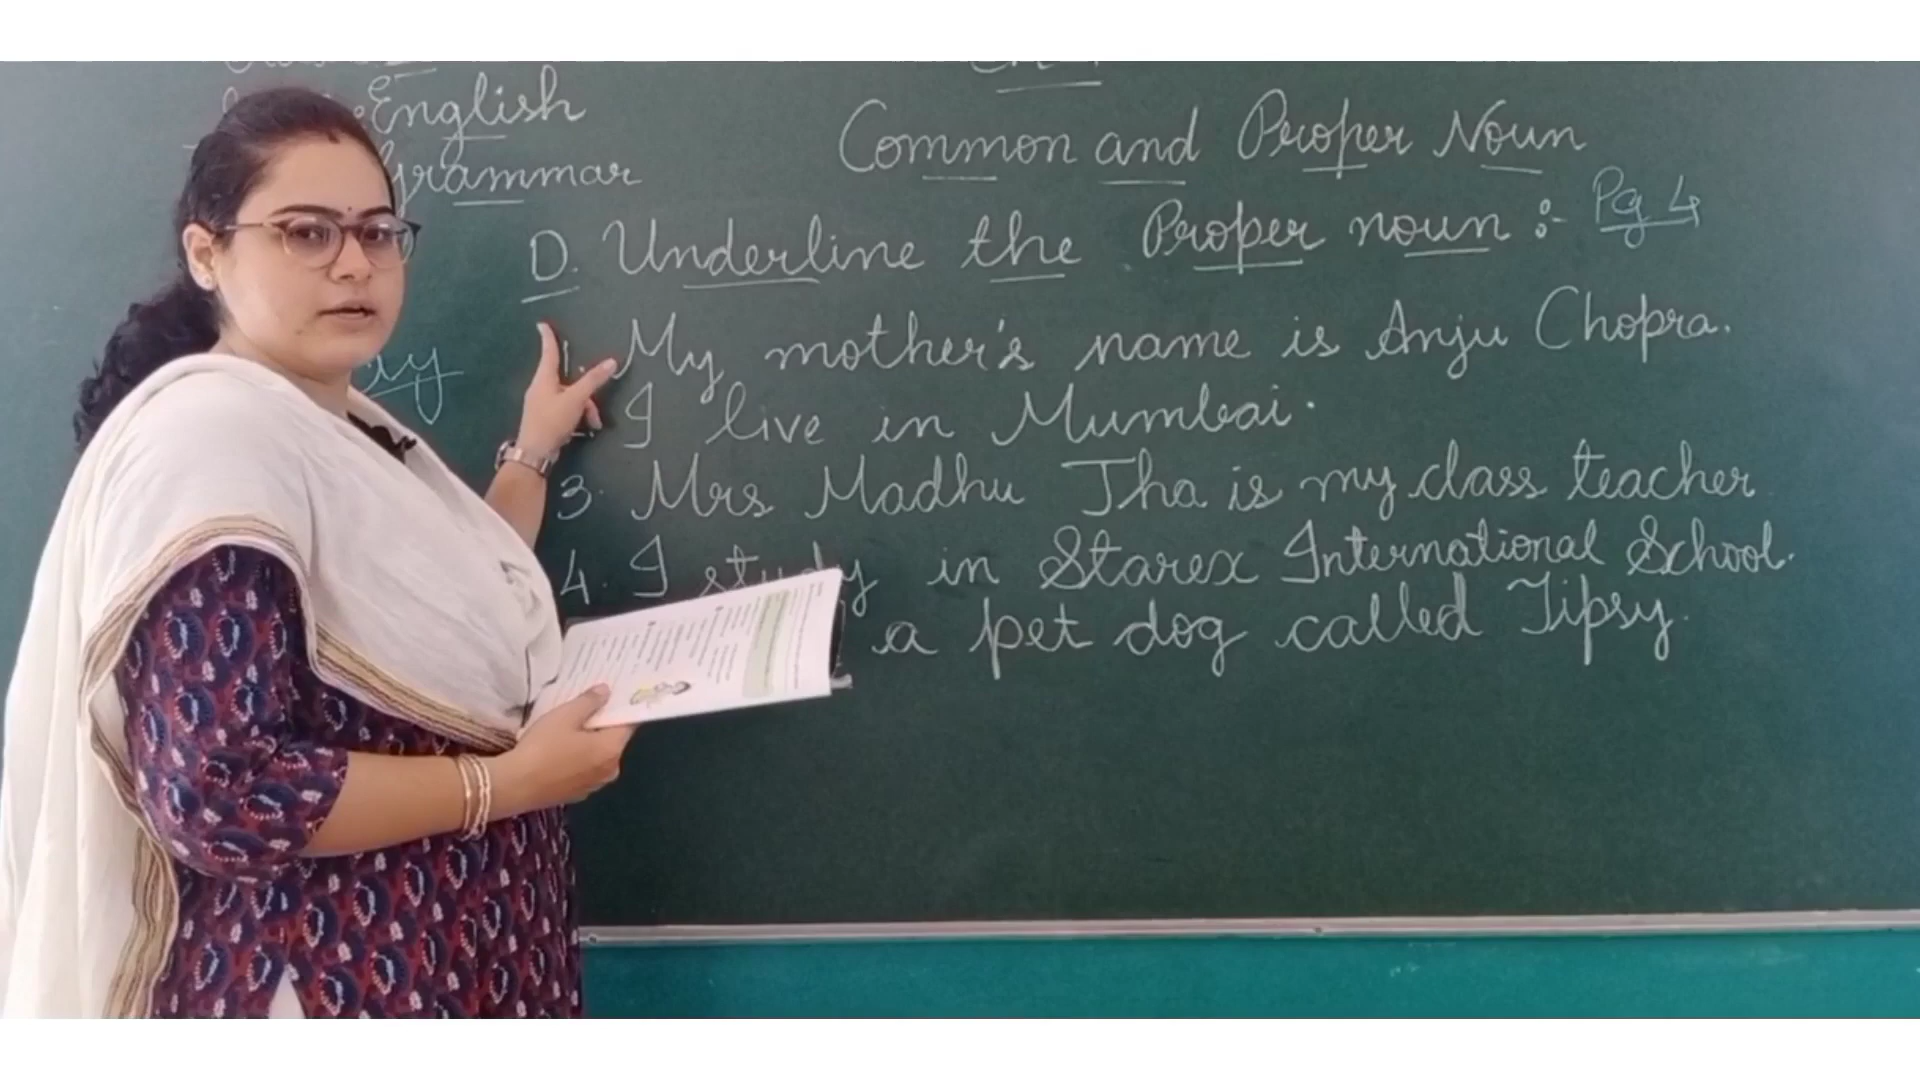 English
Grammar
Common and Proper Noun
D. Underline the Proper noun :- Pg 4
1. My mother's name is Anju Chopra.
2. I live in Mumbai.
3. Mrs Madhu Jha is my class teacher
4. I study in Starex International School.
a pet dog called Tipsy.